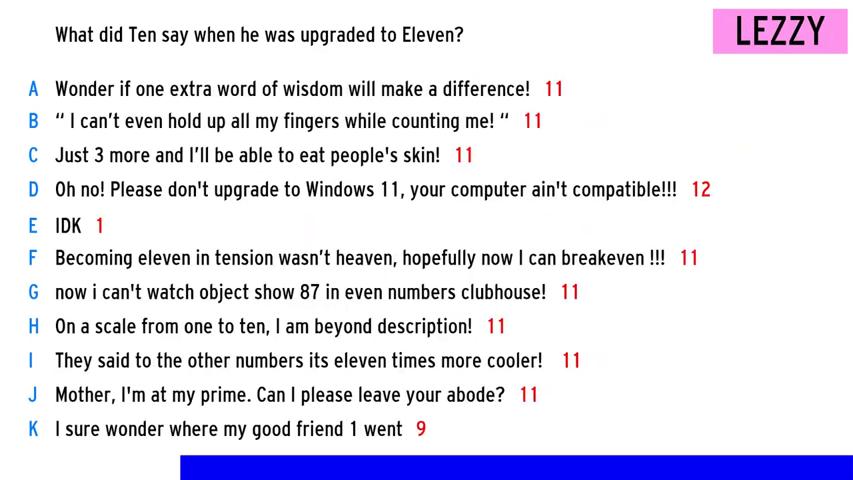 What did Ten say when he was upgraded to Eleven?
LEZZY
A Wonder if one extra word of wisdom will make a difference! 11
B “ I can’t even hold up all my fingers while counting me! “ 11
C Just 3 more and I’ll be able to eat people's skin! 11
D Oh no! Please don't upgrade to Windows 11, your computer ain't compatible!!! 12
E IDK 1
F Becoming eleven in tension wasn’t heaven, hopefully now I can breakeven !!! 11
G now i can't watch object show 87 in even numbers clubhouse! 11
H On a scale from one to ten, I am beyond description! 11
I They said to the other numbers its eleven times more cooler! 11
J Mother, I'm at my prime. Can I please leave your abode? 11
K I sure wonder where my good friend 1 went 9